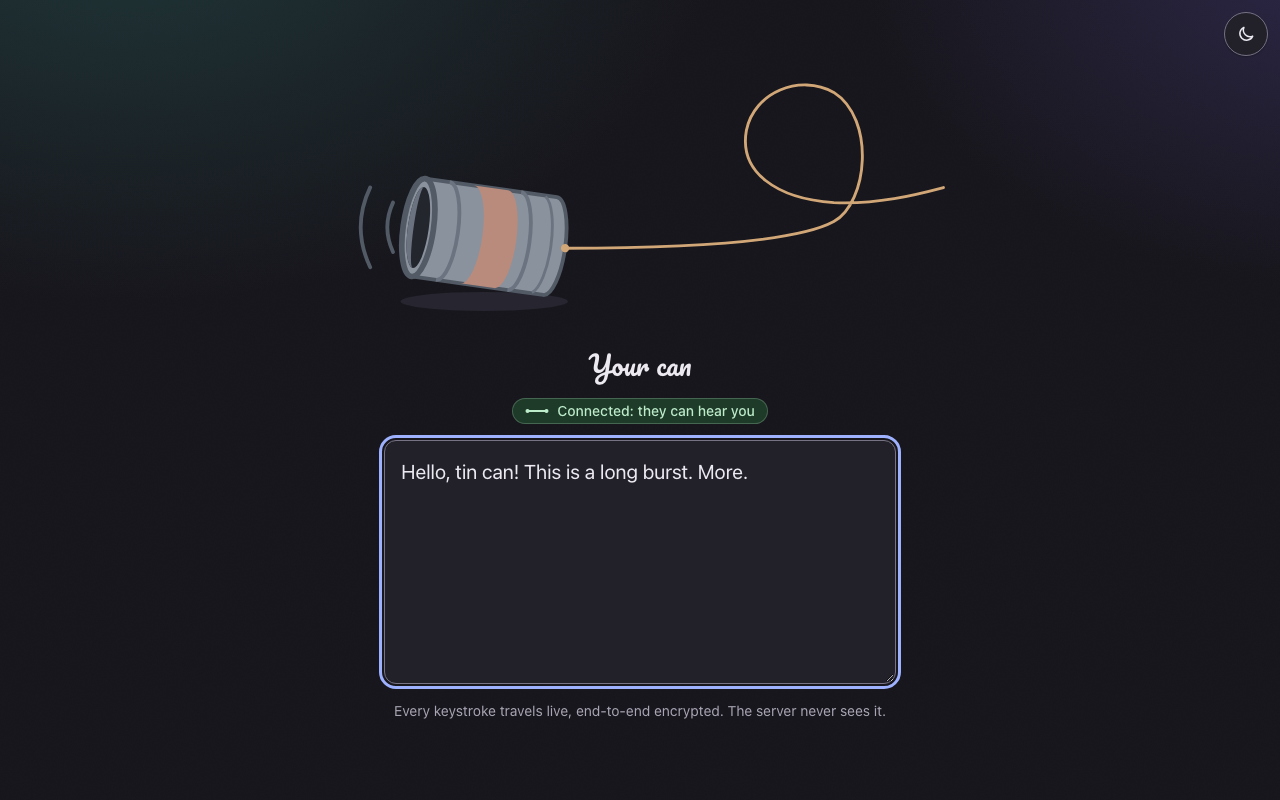 Your can
Connected: they can hear you
Hello, tin can! This is a long burst. More.
Every keystroke travels live, end-to-end encrypted. The server never sees it.